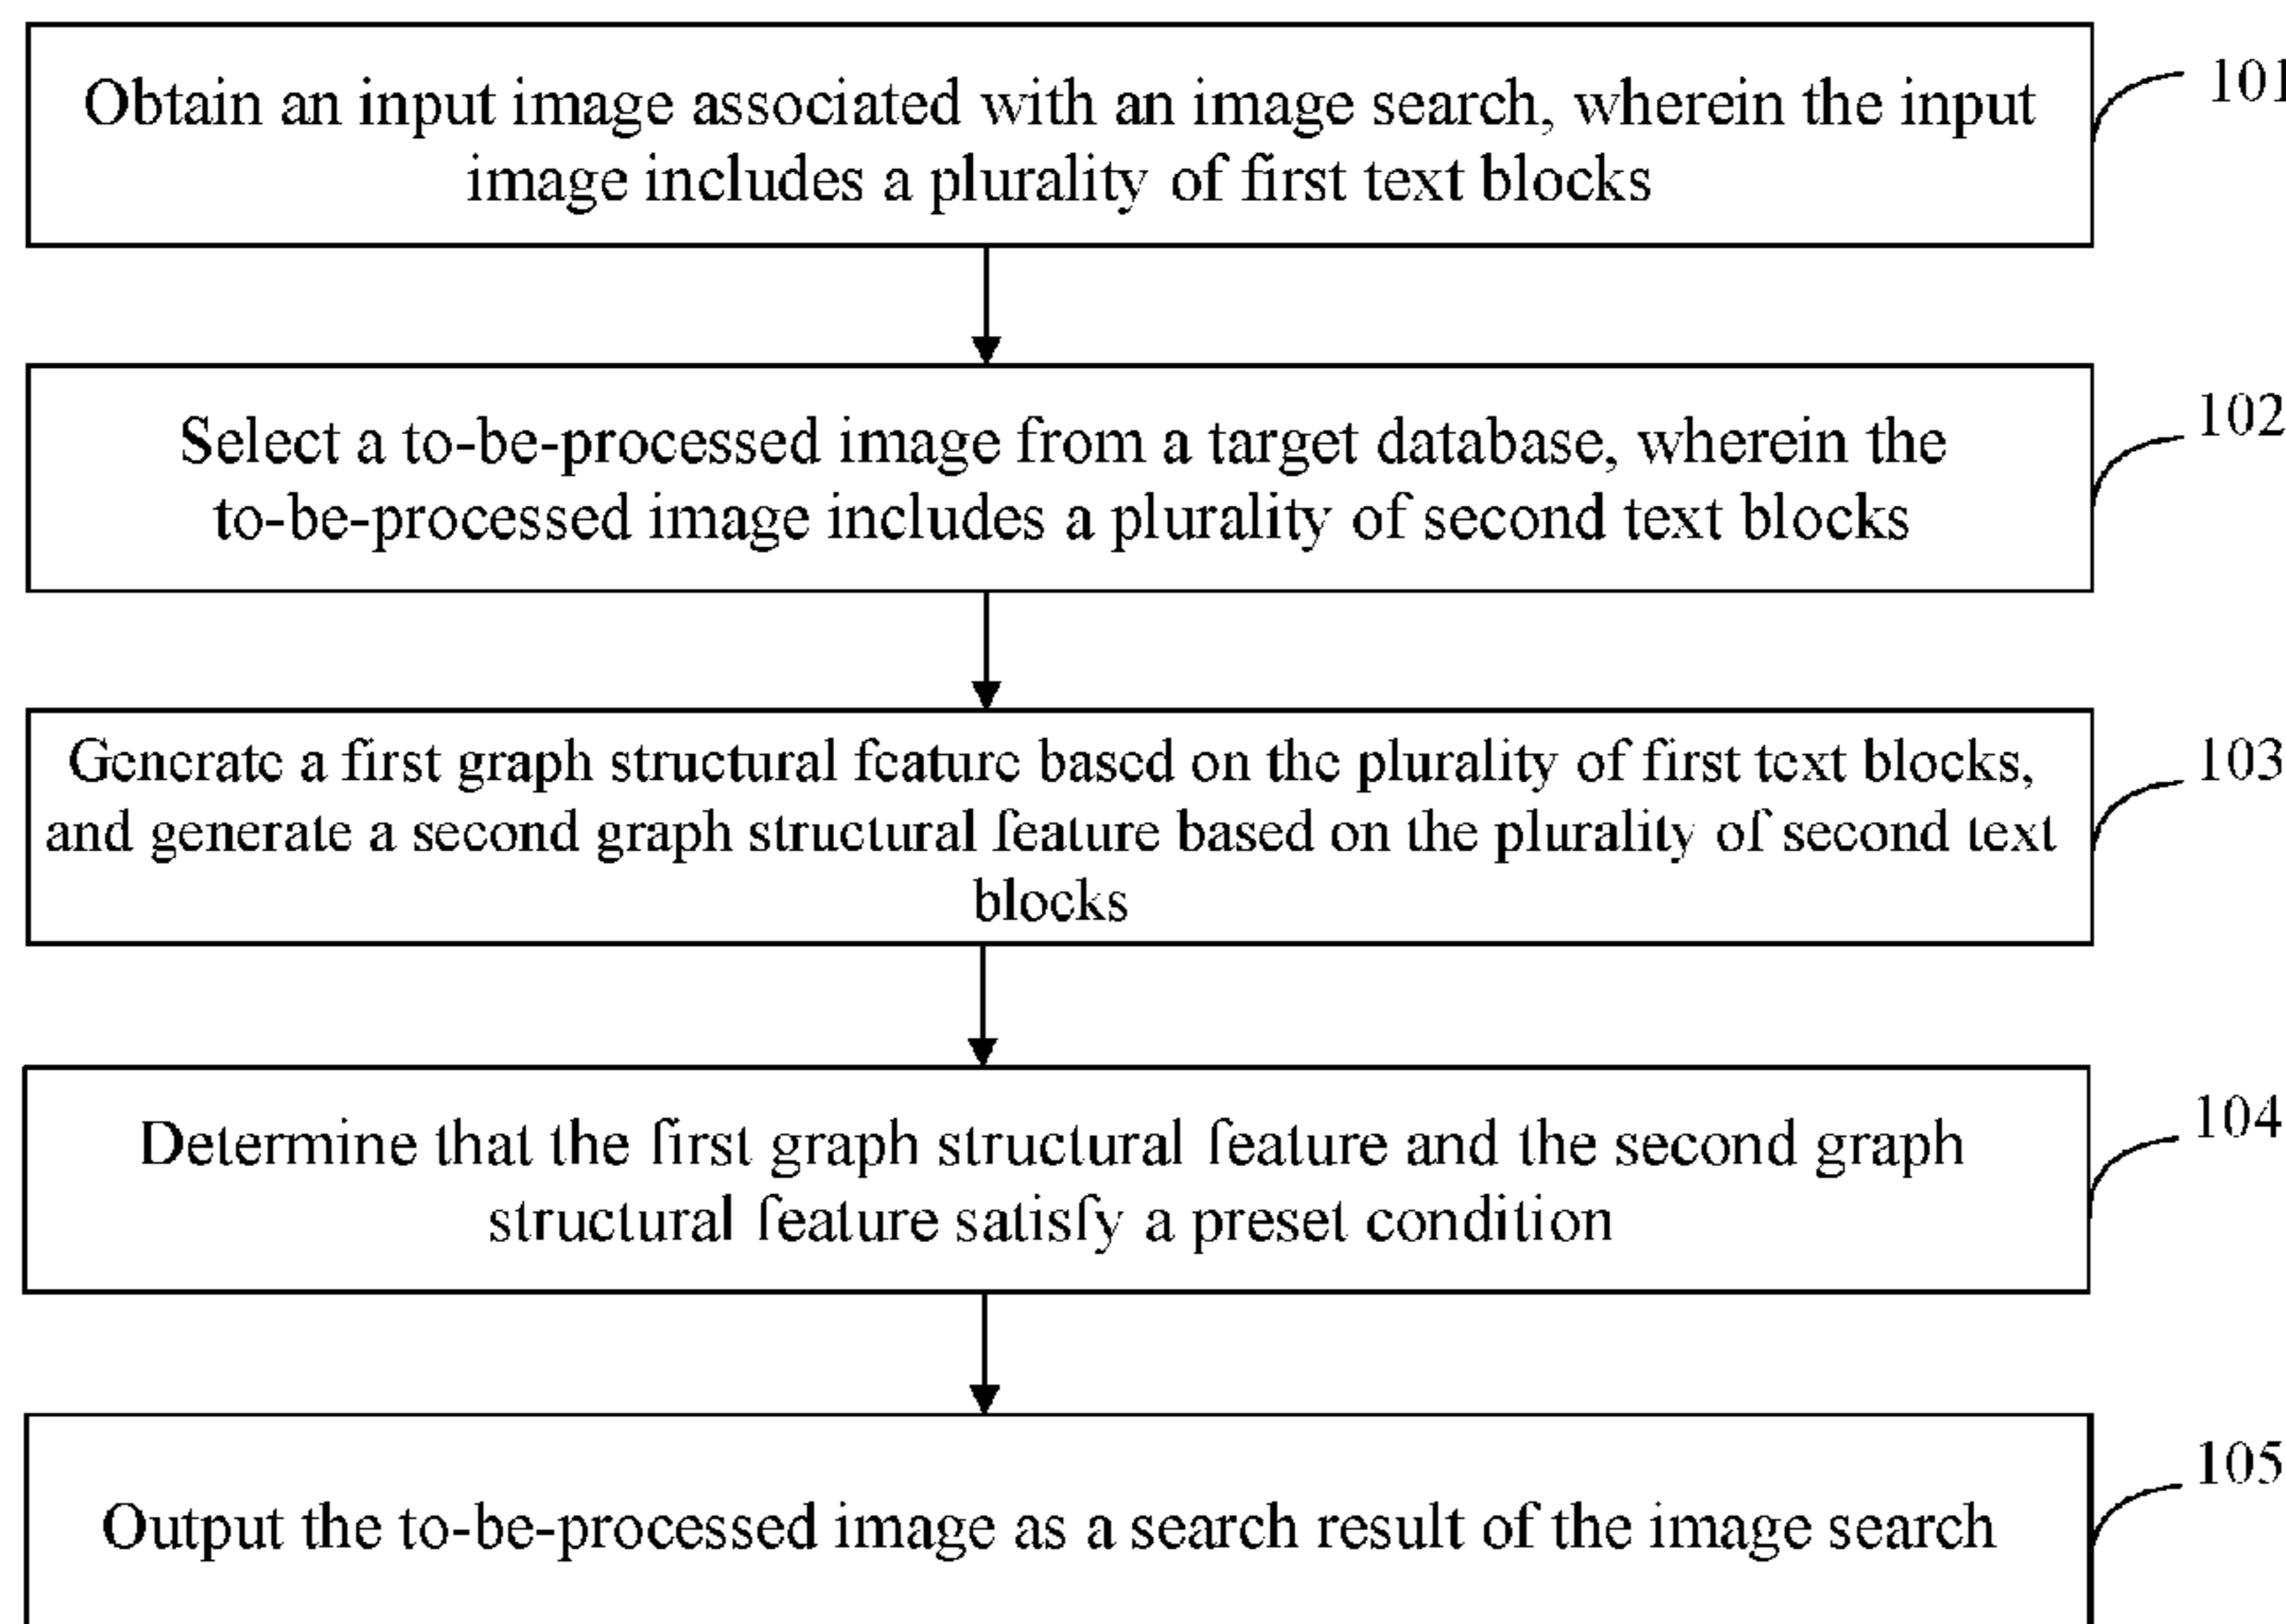 Obtain an input image associated with an image search, wherein the input
image includes a plurality of first text blocks
101
Select a to-be-processed image from a target database, wherein the
to-be-processed image includes a plurality of second text blocks
102
Generate a first graph structural feature based on the plurality of first text blocks,
and generate a second graph structural feature based on the plurality of second text
blocks
103
Determine that the first graph structural feature and the second graph
structural feature satisfy a preset condition
104
Output the to-be-processed image as a search result of the image search
105